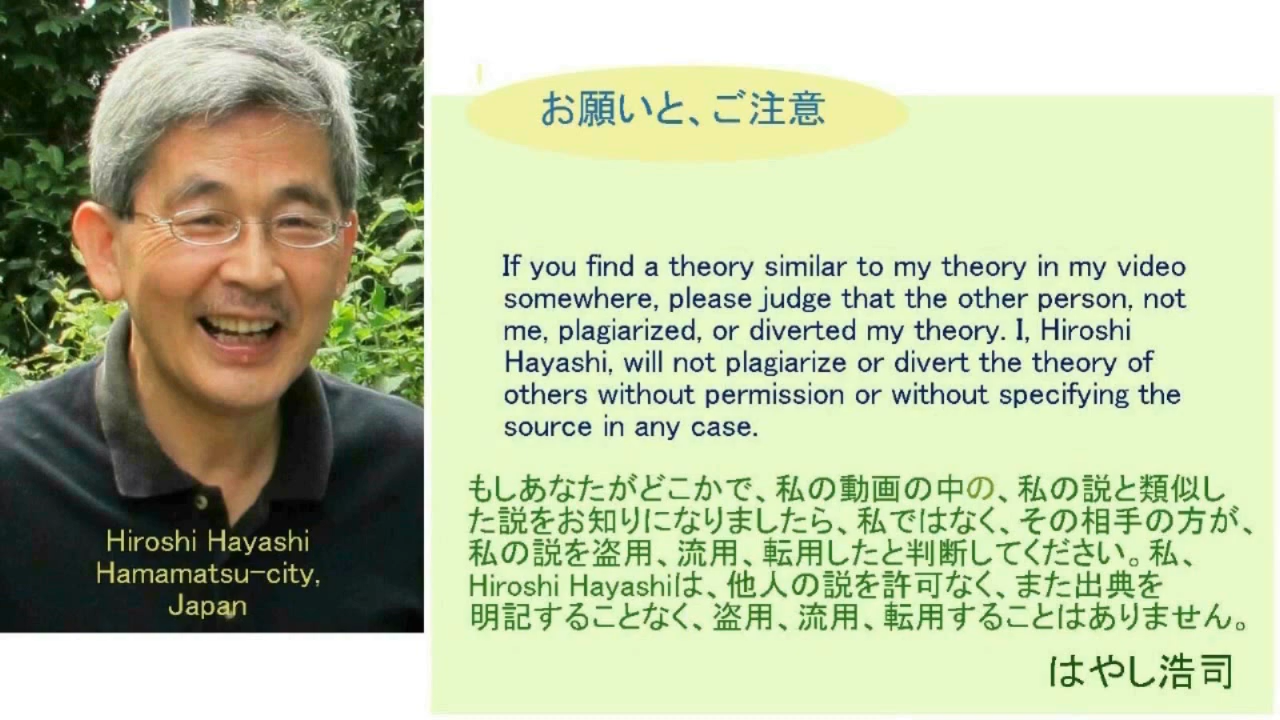 お願いと、ご注意
If you find a theory similar to my theory in my video
somewhere, please judge that the other person, not
me, plagiarized, or diverted my theory. I, Hiroshi
Hayashi, will not plagiarize or divert the theory of
others without permission or without specifying the
source in any case.
もしあなたがどこかで、私の動画の中の、私の説と類似し
た説をお知りになりましたら、私ではなく、その相手の方が、
私の説を盗用、流用、転用したと判断してください。私、
Hiroshi Hayashiは、他人の説を許可なく、また出典を
明記することなく、盗用、流用、転用することはありません。
はやし浩司
Hiroshi Hayashi
Hamamatsu-city,
Japan